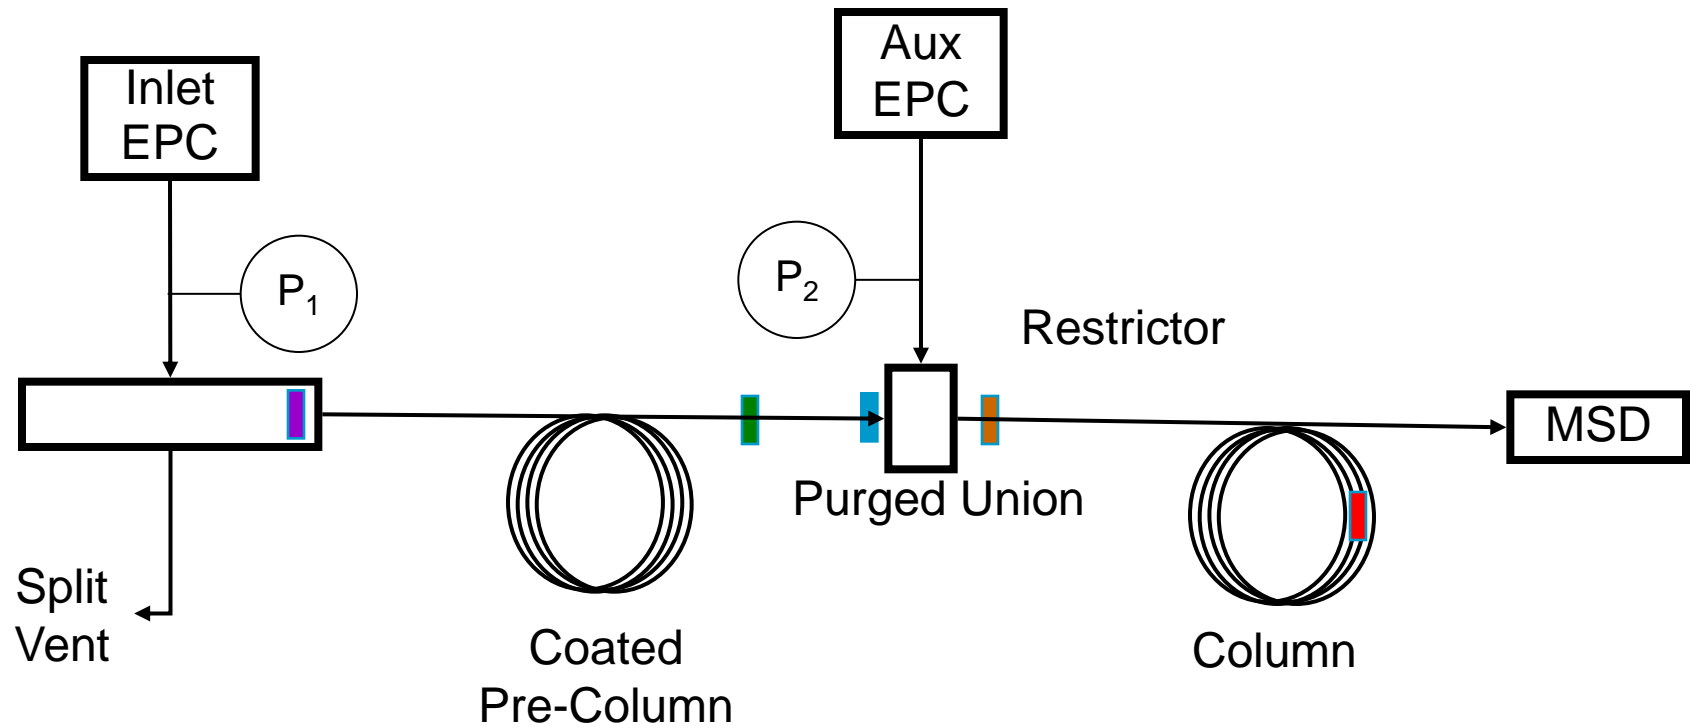 Inlet
EPC
Aux
EPC
P₁
P₂
Restrictor
MSD
Purged Union
Split
Vent
Coated
Pre-Column
Column